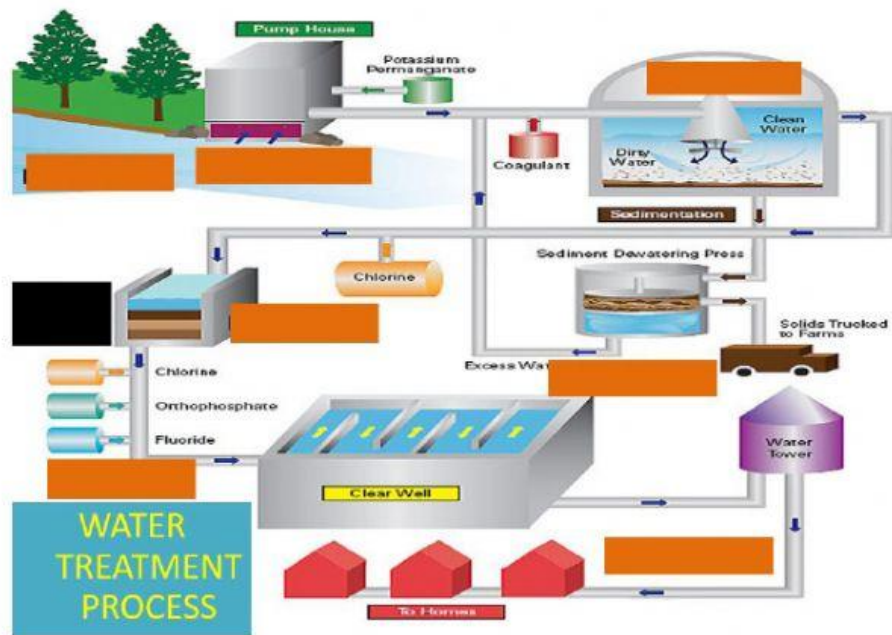 Pump House
Potassium
Permanganate
Coagulant
Clean
Water
Dirty
Water
Sedimentation
Chlorine
Sediment Dewatering Press
Solids Trucked
to Farms
Excess
Chlorine
Orthophosphate
Fluoride
Clear Well
Water
Tower
WATER
TREATMENT
PROCESS
To Homes